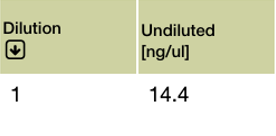 Dilution
Undiluted
[ng/ul]
1 14.4